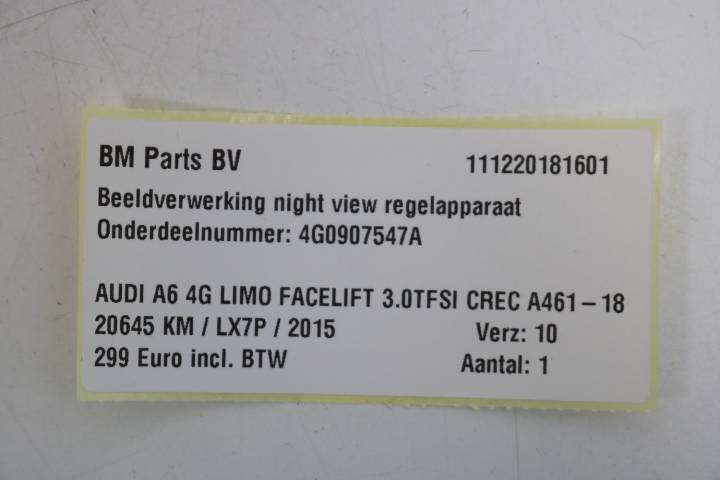 BM Parts BV 111220181601
Beeldverwerking night view regelapparaat
Onderdeelnummer: 4G0907547A
AUDI A6 4G LIMO FACELIFT 3.0TFSI CREC A461-18
20645 KM / LX7P / 2015 Verz: 10
299 Euro incl. BTW Aantal: 1